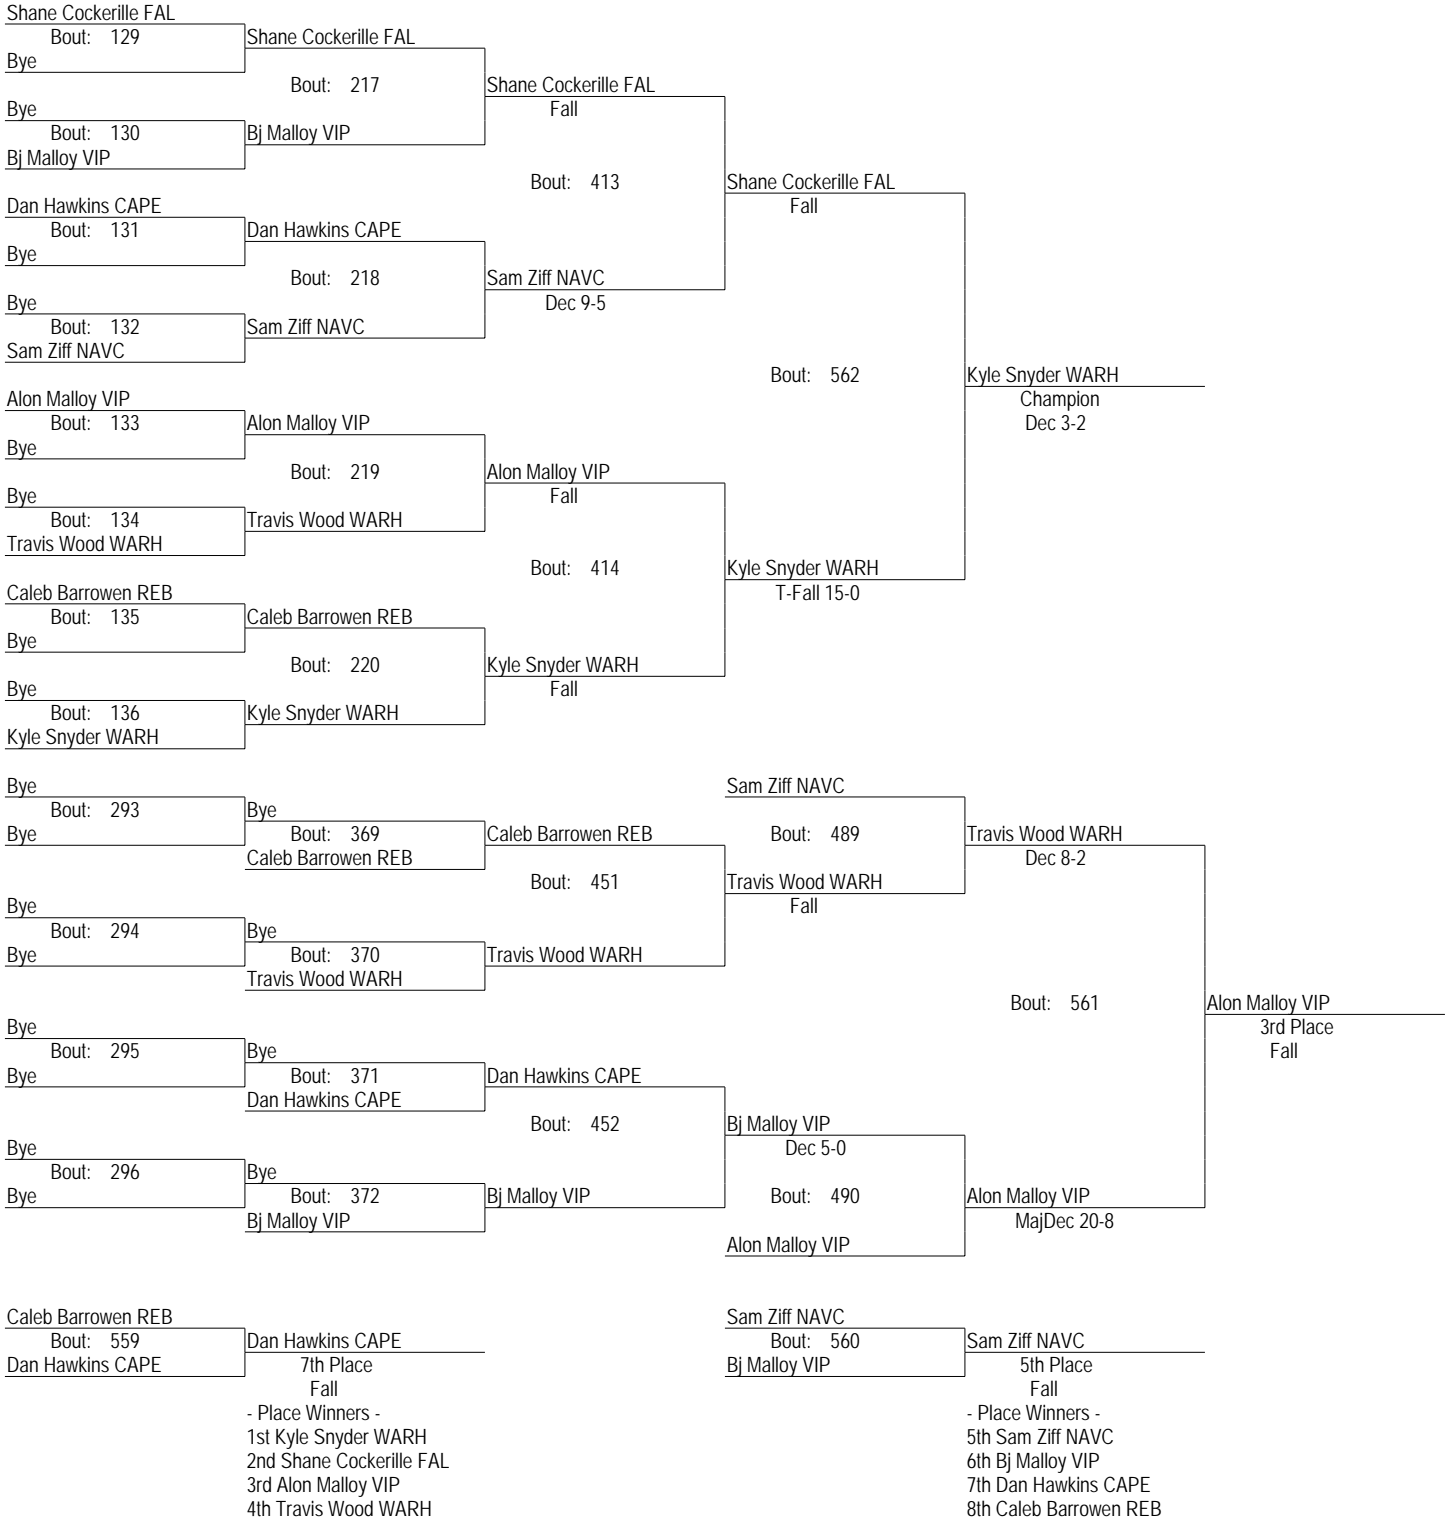 Shane Cockerille FAL
Bout: 129
Shane Cockerille FAL
Bye
Bout: 217
Shane Cockerille FAL
Bye
Fall
Bout: 130
Bj Malloy VIP
Bj Malloy VIP
Bout: 413
Shane Cockerille FAL
Dan Hawkins CAPE
Fall
Bout: 131
Dan Hawkins CAPE
Bye
Bout: 218
Sam Ziff NAVC
Bye
Dec 9-5
Bout: 132
Sam Ziff NAVC
Sam Ziff NAVC
Bout: 562
Kyle Snyder WARH
Alon Malloy VIP
Champion
Bout: 133
Alon Malloy VIP
Dec 3-2
Bye
Bout: 219
Alon Malloy VIP
Bye
Fall
Bout: 134
Travis Wood WARH
Travis Wood WARH
Bout: 414
Kyle Snyder WARH
Caleb Barrowen REB
T-Fall 15-0
Bout: 135
Caleb Barrowen REB
Bye
Bout: 220
Kyle Snyder WARH
Bye
Fall
Bout: 136
Kyle Snyder WARH
Kyle Snyder WARH
Bye
Sam Ziff NAVC
Bout: 293
Bye
Bye
Bout: 369
Caleb Barrowen REB
Bout: 489
Travis Wood WARH
Caleb Barrowen REB
Dec 8-2
Bout: 451
Travis Wood WARH
Bye
Fall
Bout: 294
Bye
Bye
Bout: 370
Travis Wood WARH
Travis Wood WARH
Bout: 561
Alon Malloy VIP
Bye
3rd Place
Bout: 295
Bye
Fall
Bye
Bout: 371
Dan Hawkins CAPE
Dan Hawkins CAPE
Bout: 452
Bj Malloy VIP
Bye
Dec 5-0
Bout: 296
Bye
Bye
Bout: 372
Bj Malloy VIP
Bout: 490
Alon Malloy VIP
Bj Malloy VIP
MajDec 20-8
Alon Malloy VIP
Caleb Barrowen REB
Bout: 559
Dan Hawkins CAPE
Dan Hawkins CAPE
7th Place
Fall
- Place Winners -
1st Kyle Snyder WARH
2nd Shane Cockerille FAL
3rd Alon Malloy VIP
4th Travis Wood WARH
Sam Ziff NAVC
Bout: 560
Sam Ziff NAVC
Bj Malloy VIP
5th Place
Fall
- Place Winners -
5th Sam Ziff NAVC
6th Bj Malloy VIP
7th Dan Hawkins CAPE
8th Caleb Barrowen REB